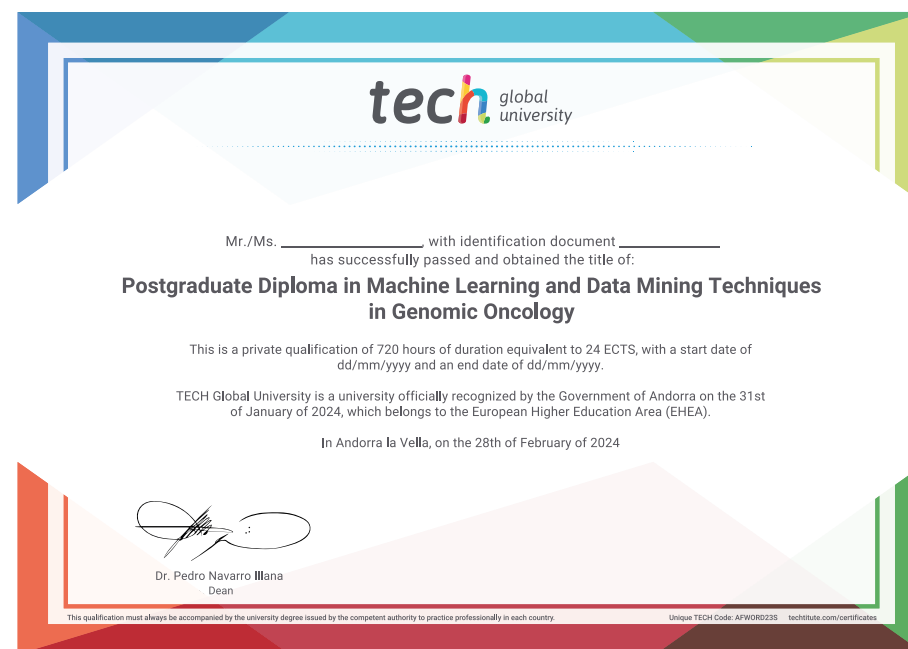 tech global university
Mr./Ms. ____________, with identification document ____________
has successfully passed and obtained the title of:
Postgraduate Diploma in Machine Learning and Data Mining Techniques
in Genomic Oncology
This is a private qualification of 720 hours of duration equivalent to 24 ECTS, with a start date of
dd/mm/yyyy and an end date of dd/mm/yyyy.
TECH Global University is a university officially recognized by the Government of Andorra on the 31st
of January of 2024, which belongs to the European Higher Education Area (EHEA).
In Andorra la Vella, on the 28th of February of 2024
Dr. Pedro Navarro Illana
Dean
This qualification must always be accompanied by the university degree issued by the competent authority to practice professionally in each country.
Unique TECH Code: AFWORD23S techtitute.com/certificates